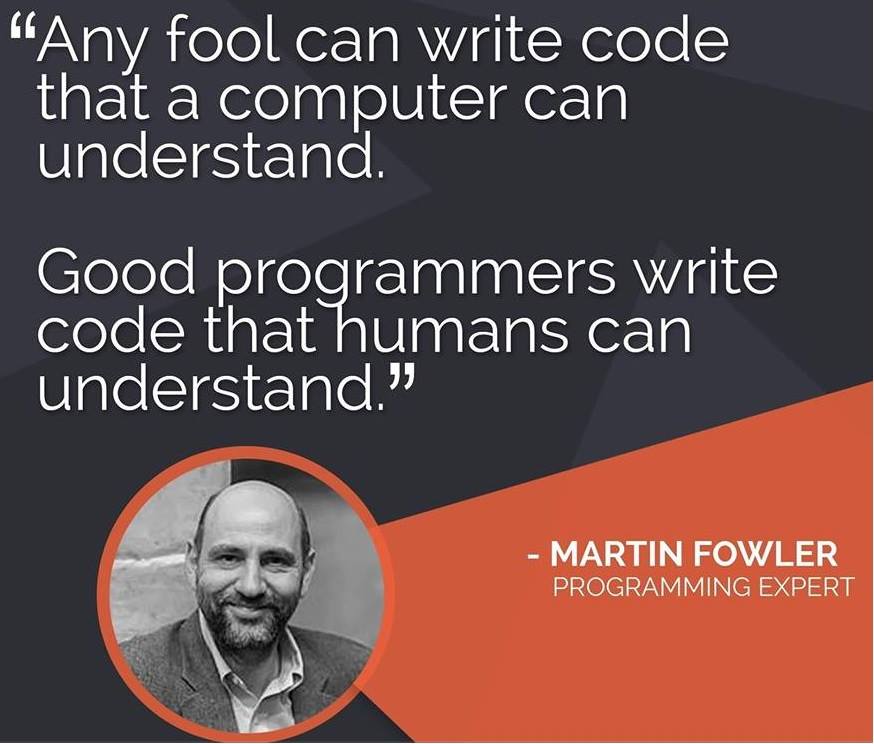 “Any fool can write code
that a computer can
understand.
Good programmers write
code that humans can
understand.”
- MARTIN FOWLER
PROGRAMMING EXPERT